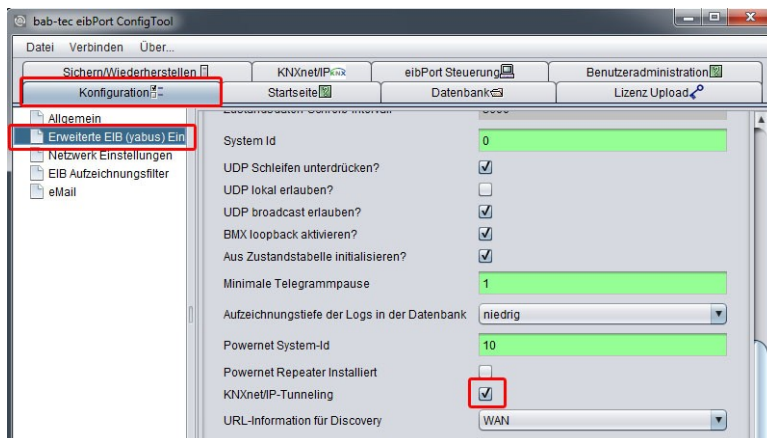 bab-tec eibPort ConfigTool
Datei Verbinden Über...
Sichern/Wiederherstellen
KNXnet/IP KNX
eibPort Steuerung
Benutzeradministration
Konfiguration
Startseite
Datenbank
Lizenz Upload
Allgemein
Erweiterte EIB (yabus) Ein
Netzwerk Einstellungen
EIB Aufzeichnungsfilter
eMail
System Id 0
UDP Schleifen unterdrücken?
UDP lokal erlauben?
UDP broadcast erlauben?
BMX loopback aktivieren?
Aus Zustandstabelle initialisieren?
Minimale Telegrammpause 1
Aufzeichnungstiefe der Logs in der Datenbank niedrig
Powernet System-Id 10
Powernet Repeater Installiert
KNXnet/IP-Tunneling
URL-Information für Discovery WAN